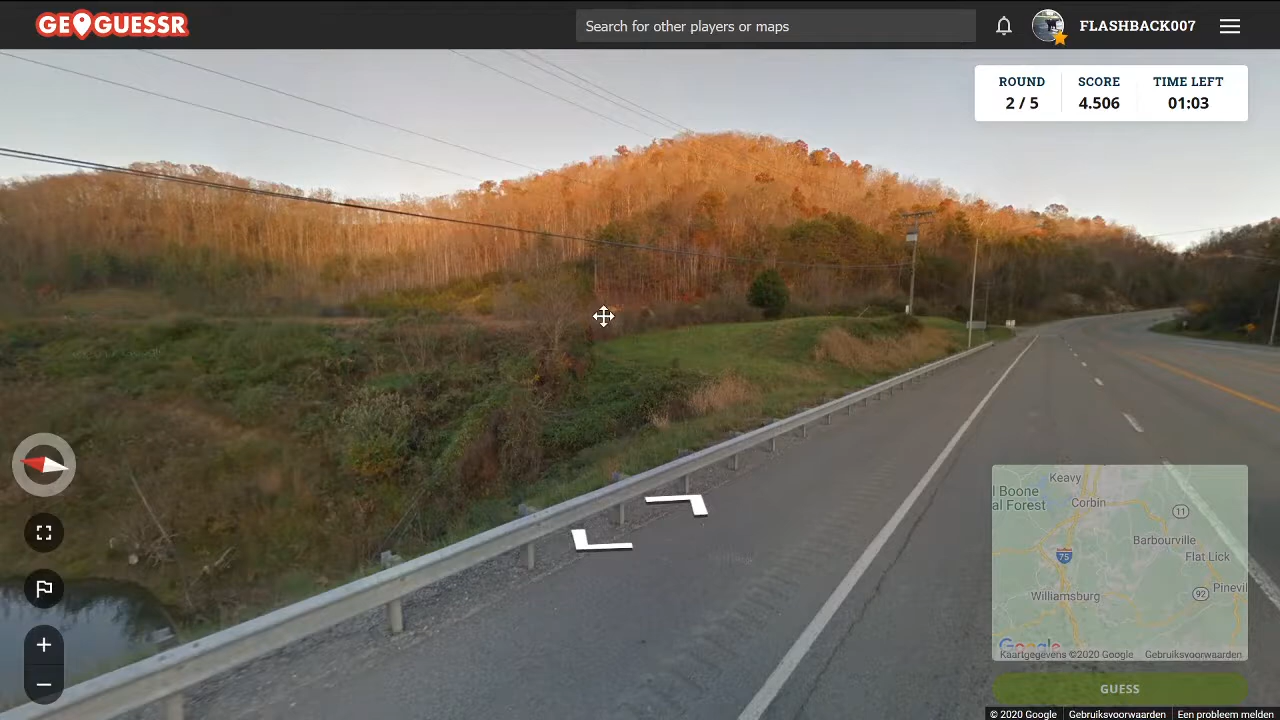 GEOGUESSR
Search for other players or maps
FLASHBACK007
ROUND
SCORE
TIME LEFT
2 / 5
4.506
01:03
Keavy
l Boone
al Forest
Corbin
11
Barbourville
75
Flat Lick
Williamsburg
92
Pinevil
Google
Kaartgegevens ©2020 Google
Gebruiksvoorwaarden
GUESS
© 2020 Google
Gebruiksvoorwaarden
Een probleem melden